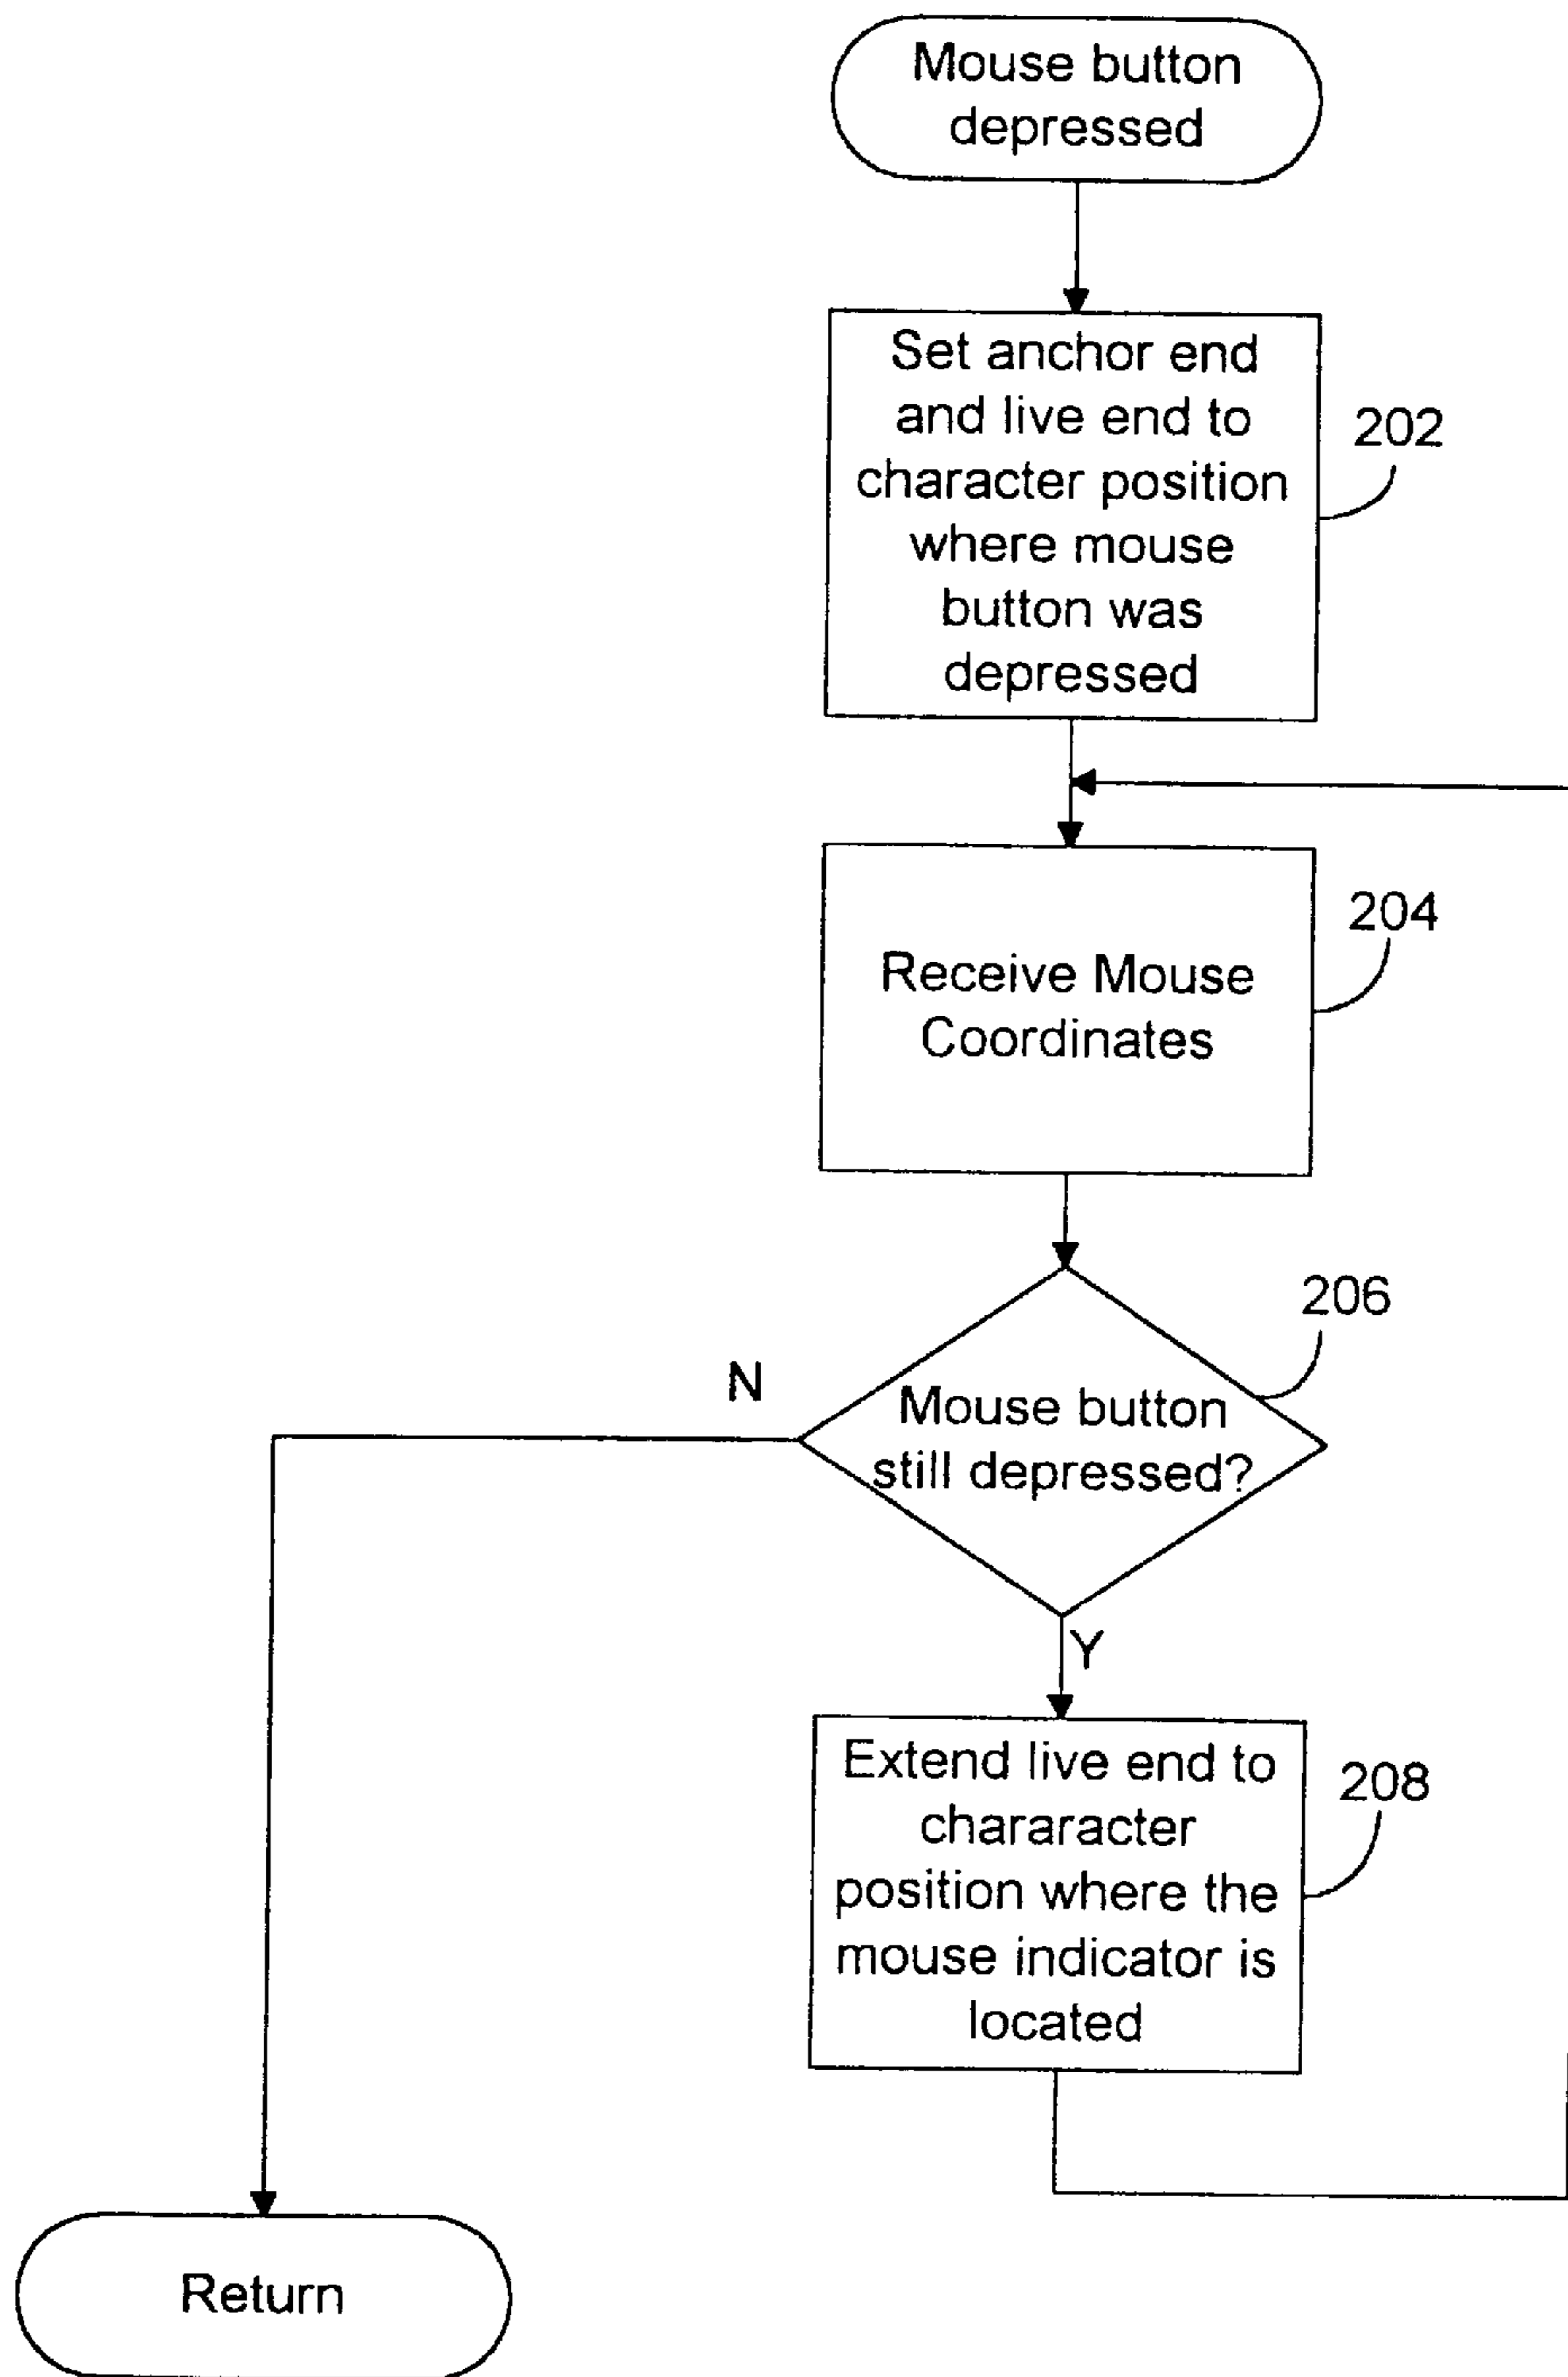 Mouse button
depressed
Set anchor end
and live end to
character position
where mouse
button was
depressed
202
Receive Mouse
Coordinates
204
206
N
Mouse button
still depressed?
Y
Extend live end to
chararacter
position where the
mouse indicator is
located
208
Return